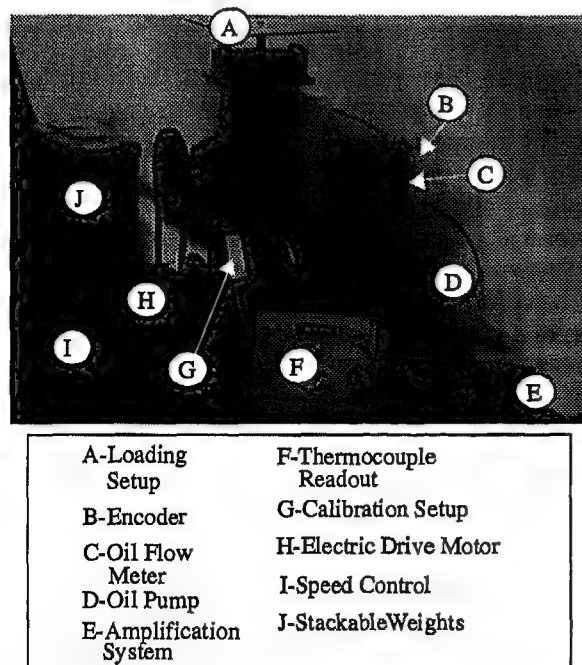 A
B
C
J
D
H
I
G
F
E
A-Loading
Setup
B-Encoder
C-Oil Flow
Meter
D-Oil Pump
E-Amplification
System
F-Thermocouple
Readout
G-Calibration Setup
H-Electric Drive Motor
I-Speed Control
J-StackableWeights